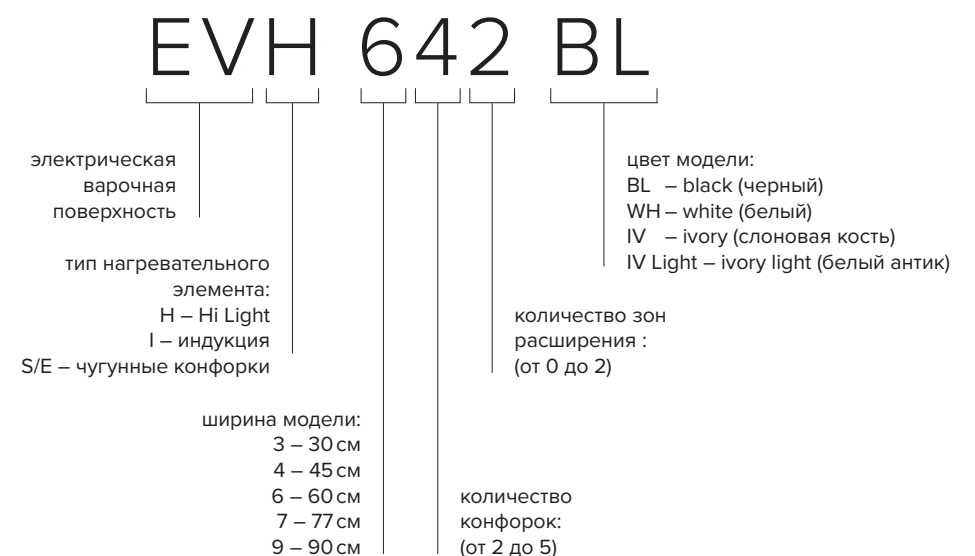 EVH 642 BL
электрическая
варочная
поверхность
тип нагревательного
элемента:
H – Hi Light
I – индукция
S/E – чугунные конфорки
ширина модели:
3 – 30 см
4 – 45 см
6 – 60 см
7 – 77 см
9 – 90 см
количество
конфорок:
(от 2 до 5)
количество зон
расширения :
(от 0 до 2)
цвет модели:
BL – black (черный)
WH – white (белый)
IV – ivory (слоновая кость)
IV Light – ivory light (белый антик)